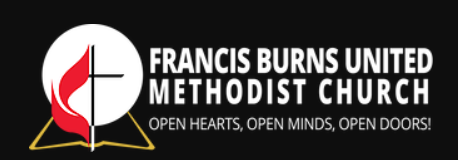 FRANCIS BURNS UNITED
METHODIST CHURCH
OPEN HEARTS, OPEN MINDS, OPEN DOORS!